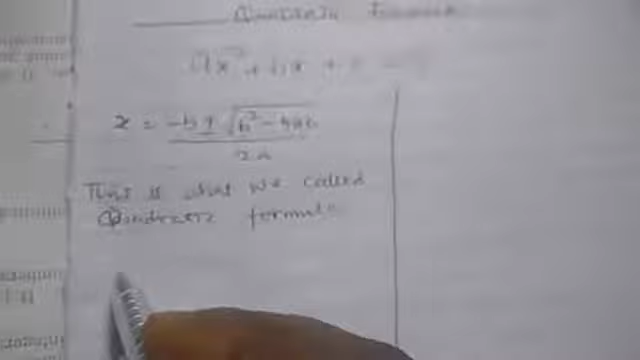 Quadratic Formula
ax² + bx + c
x = -b ± √b² - 4ac
2a
This is what we called
Quadratic formula